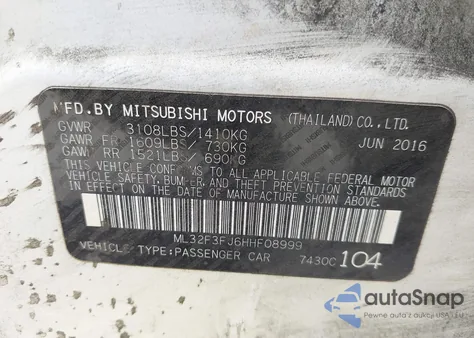 MFD.BY MITSUBISHI MOTORS (THAILAND) CO., LTD.
GVWR 3108LBS/1410KG JUN 2016
GAWR FR 1609LBS/ 730KG
GAWR RR 1521LBS/ 690KG
THIS VEHICLE CONFORMS TO ALL APPLICABLE FEDERAL MOTOR
VEHICLE SAFETY, BUMPER, AND THEFT PREVENTION STANDARDS
IN EFFECT ON THE DATE OF MANUFACTURE SHOWN ABOVE.
ML32F3FJ6HHF08999
VEHICLE TYPE:PASSENGER CAR 7430C 104
autoSnap
Pewne auta z aukcji USA i EU